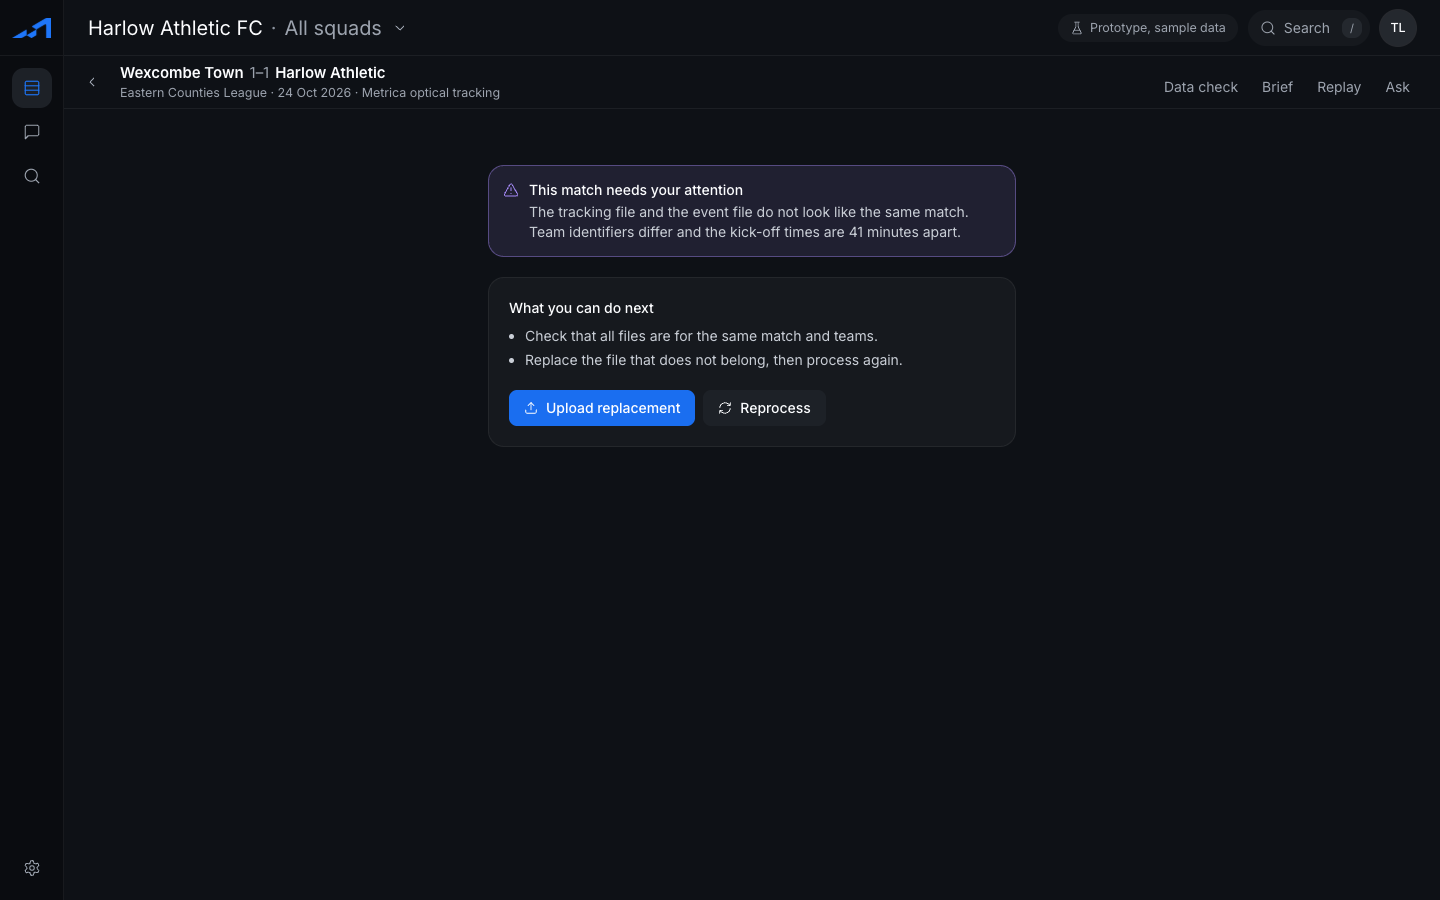 Harlow Athletic FC · All squads
Prototype, sample data
Search /
TL
Wexcombe Town 1–1 Harlow Athletic
Eastern Counties League · 24 Oct 2026 · Metrica optical tracking
Data check Brief Replay Ask
This match needs your attention
The tracking file and the event file do not look like the same match.
Team identifiers differ and the kick-off times are 41 minutes apart.
What you can do next
• Check that all files are for the same match and teams.
• Replace the file that does not belong, then process again.
Upload replacement Reprocess